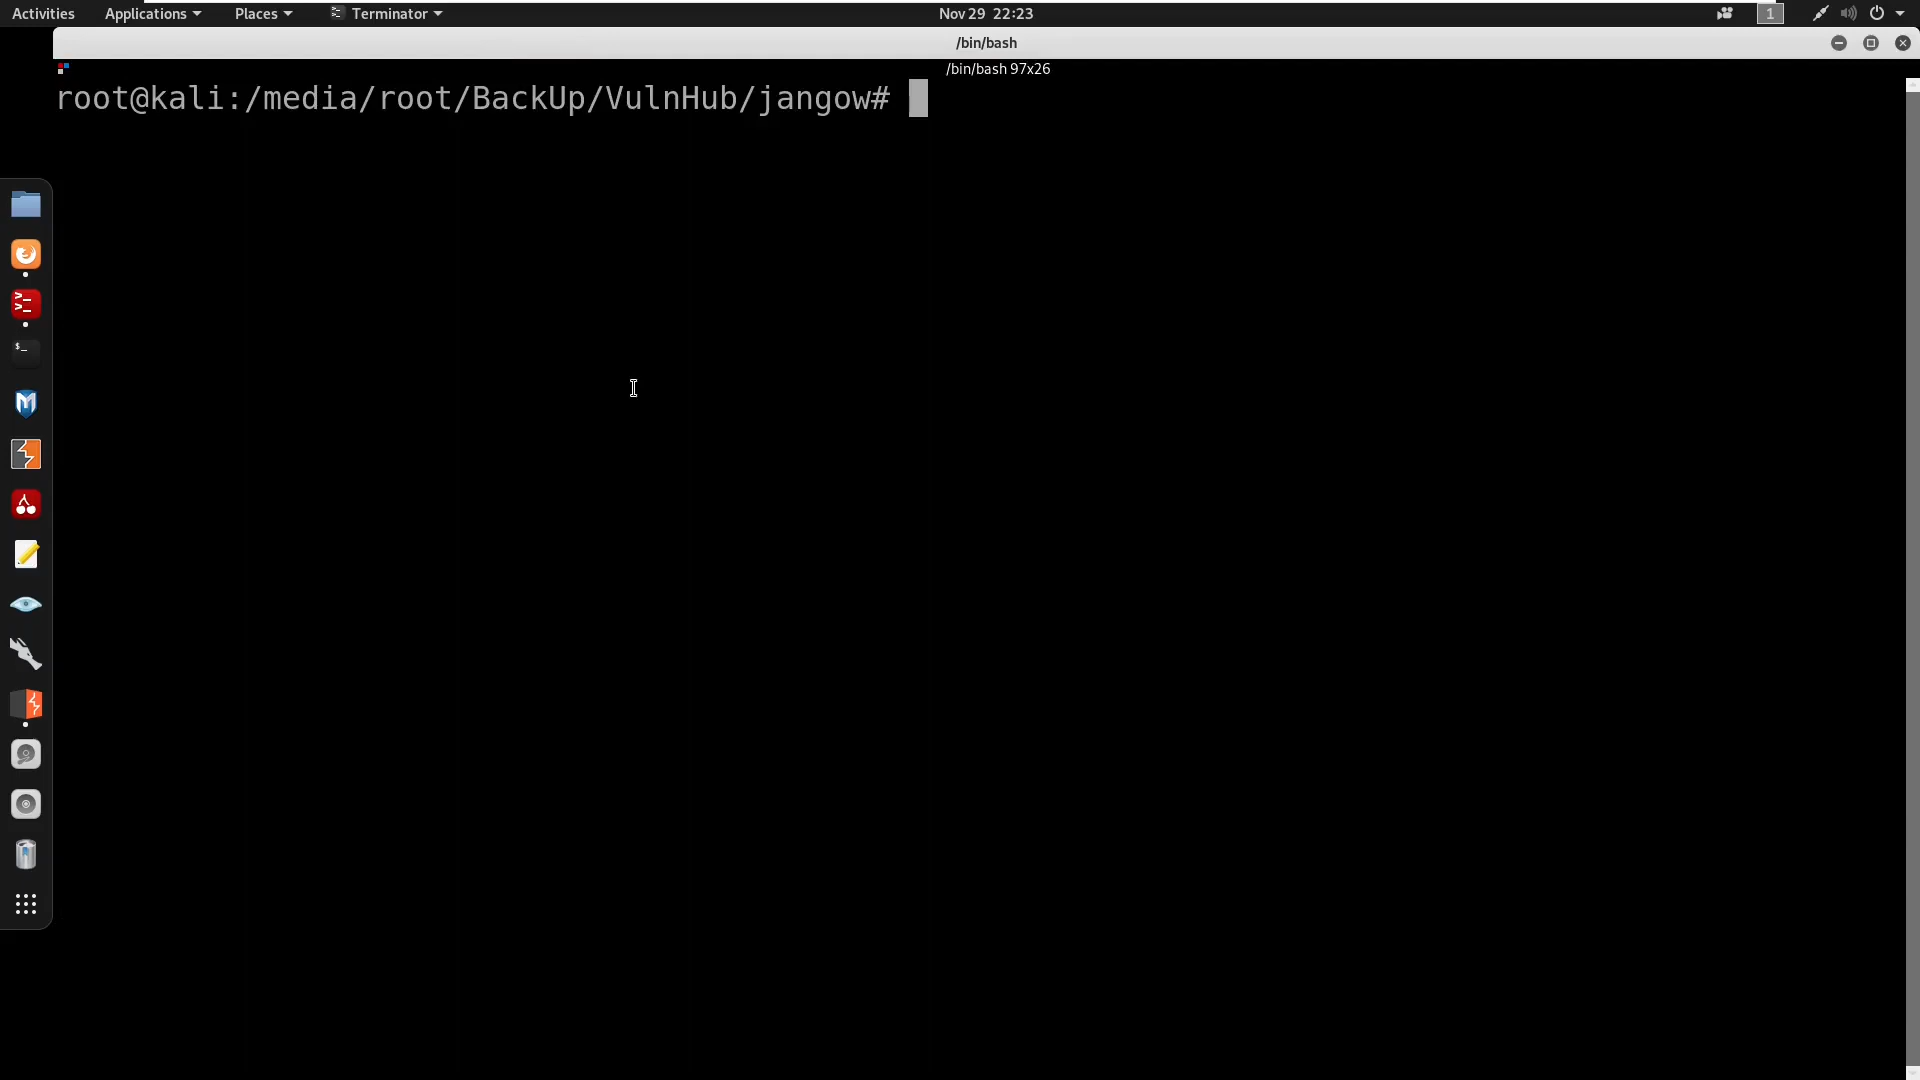 Activities Applications Places Terminator Nov 29 22:23 1
/bin/bash
/bin/bash 97x26
root@kali:/media/root/BackUp/VulnHub/jangow#